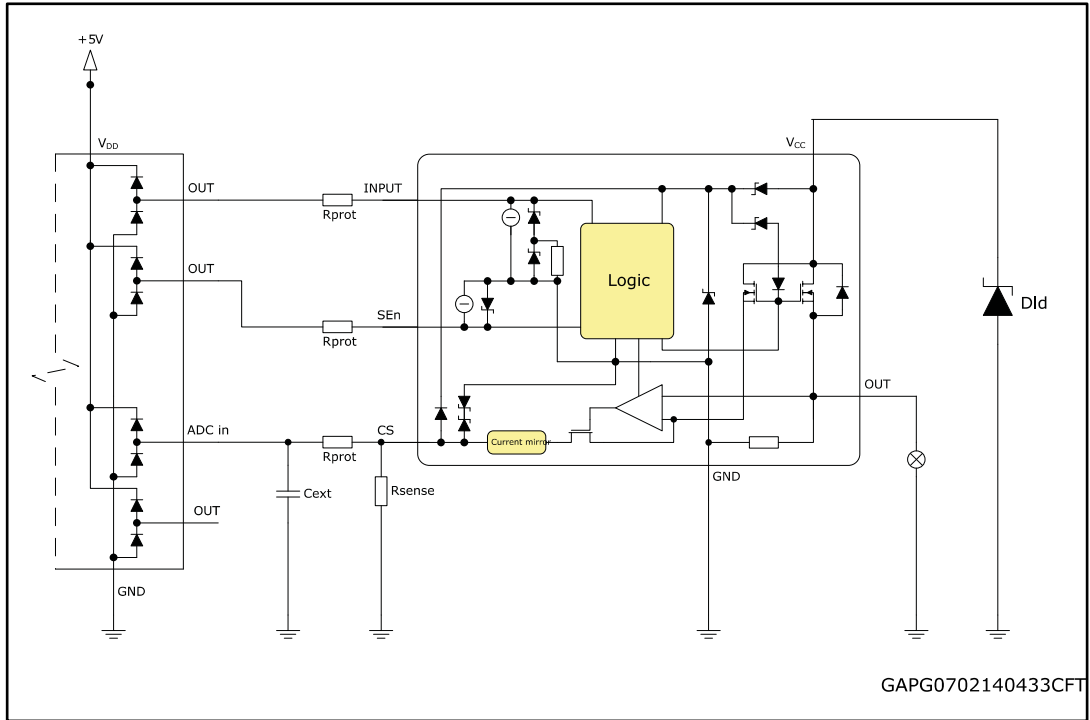 +5V
VDD
VCC
OUT
Rprot
INPUT
Logic
OUT
Rprot
SEn
Dld
OUT
ADC in
Rprot
CS
Current mirror
Cext
Rsense
GND
OUT
GND
GAPG0702140433CFT